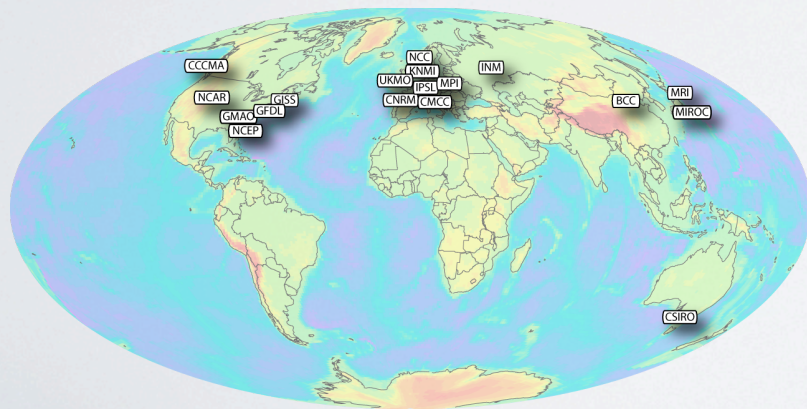 CCCMA
NCAR
GISS
GMAO
GFDL
NCEP
NCC
KNMI
UKMO
IPSL
MPI
CNRM
CMCC
INM
BCC
MRI
MIROC
CSIRO